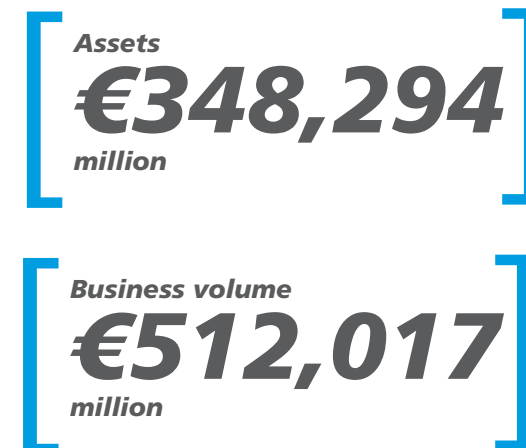 Assets
€348,294
million
Business volume
€512,017
million